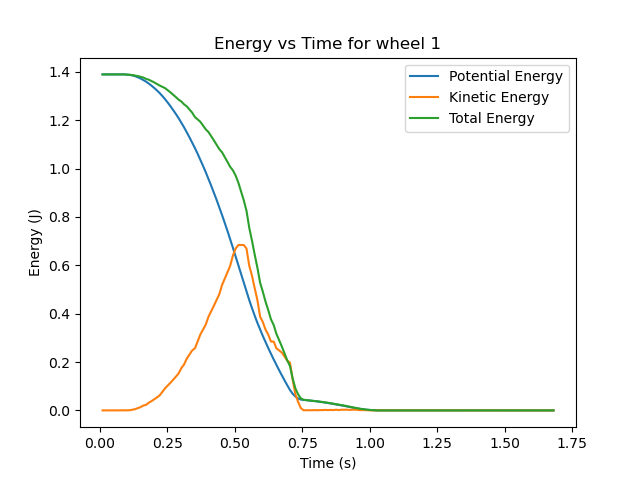 Energy vs Time for wheel 1
Potential Energy
Kinetic Energy
Total Energy
Energy (J)
1.4
1.2
1.0
0.8
0.6
0.4
0.2
0.0
0.00 0.25 0.50 0.75 1.00 1.25 1.50 1.75
Time (s)